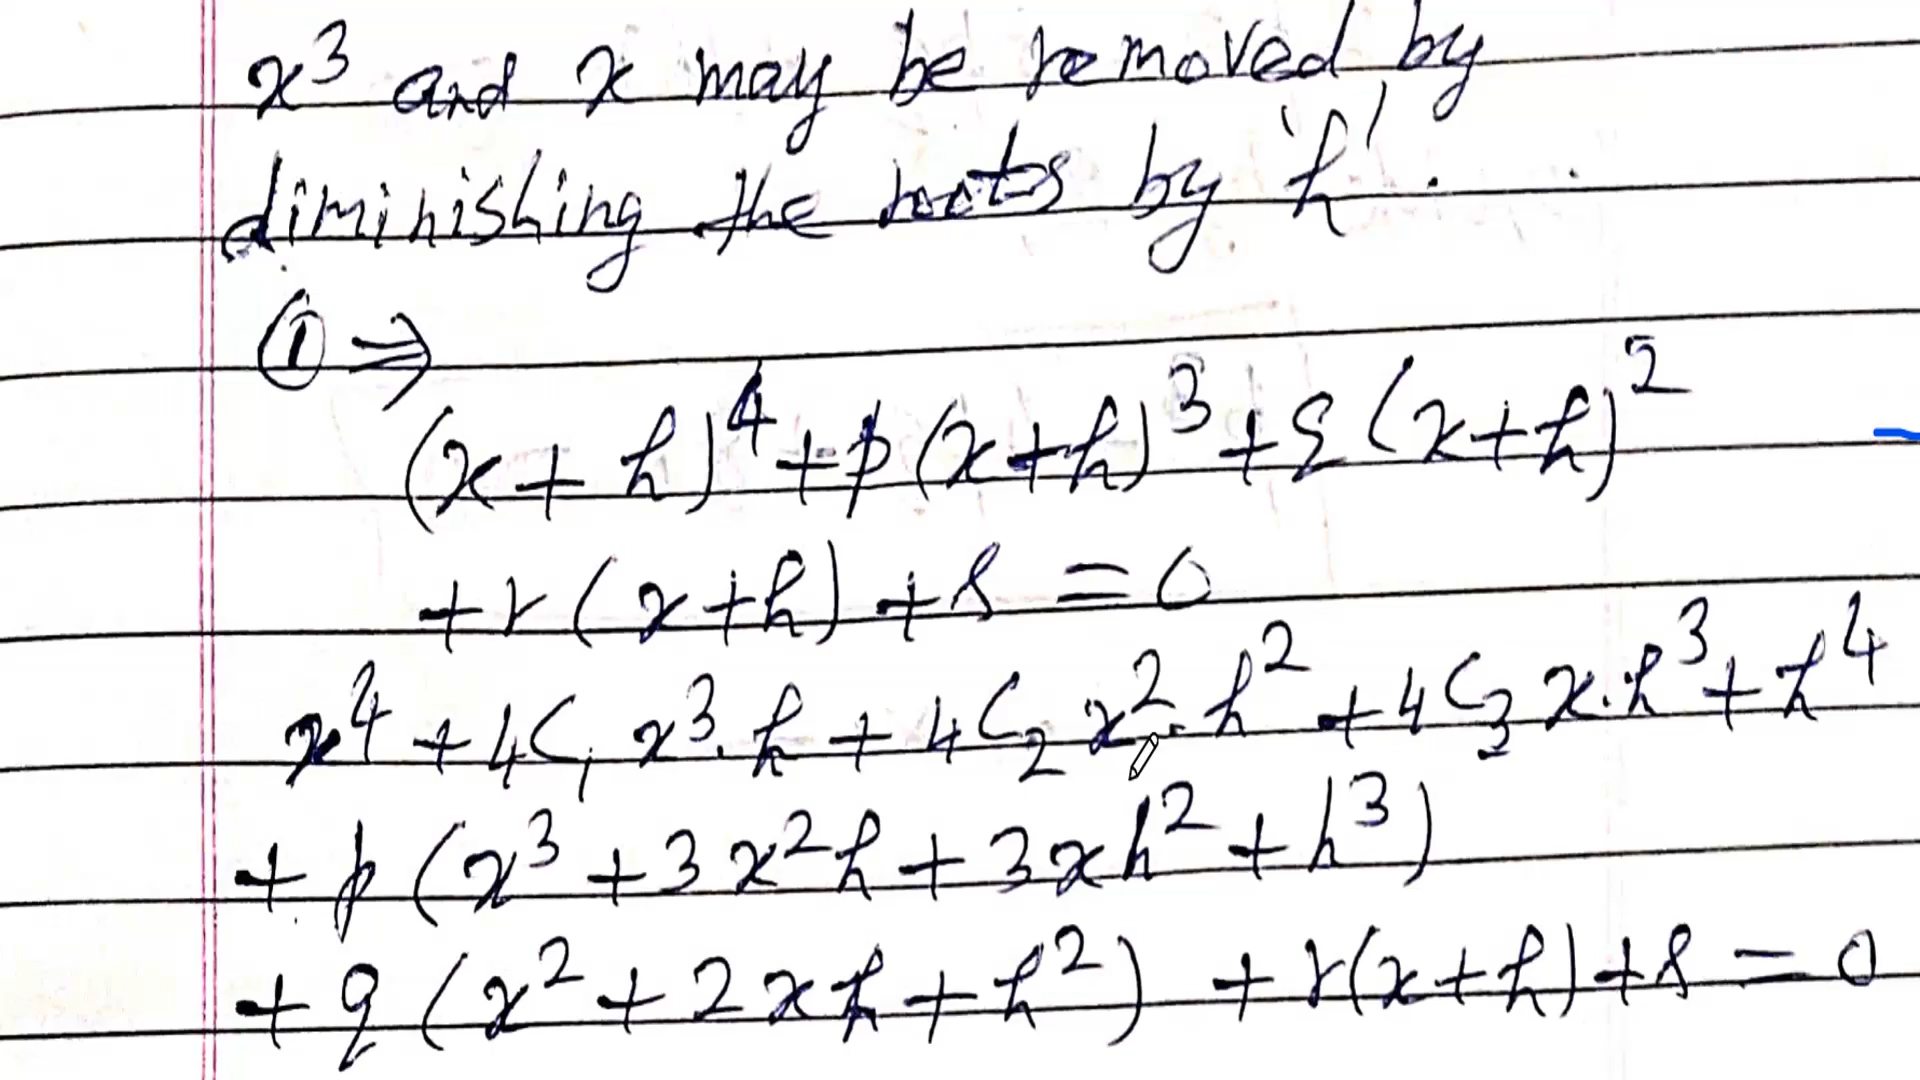 x³ and x may be removed by
diminishing the roots by 'h'.
① ⇒
(x + h)⁴ + p(x+h)³ + q(x+h)²
+ r(x+h) + s = 0
x⁴ + 4C₁ x³·h + 4C₂ x²·h² + 4C₃ x·h³ + h⁴
+ p(x³ + 3x²h + 3xh² + h³)
+ q(x² + 2xh + h²) + r(x+h) + s = 0